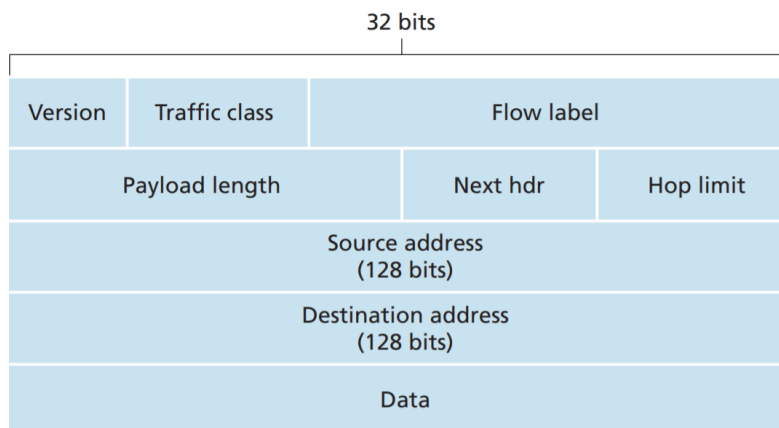 32 bits
Version Traffic class Flow label
Payload length Next hdr Hop limit
Source address
(128 bits)
Destination address
(128 bits)
Data